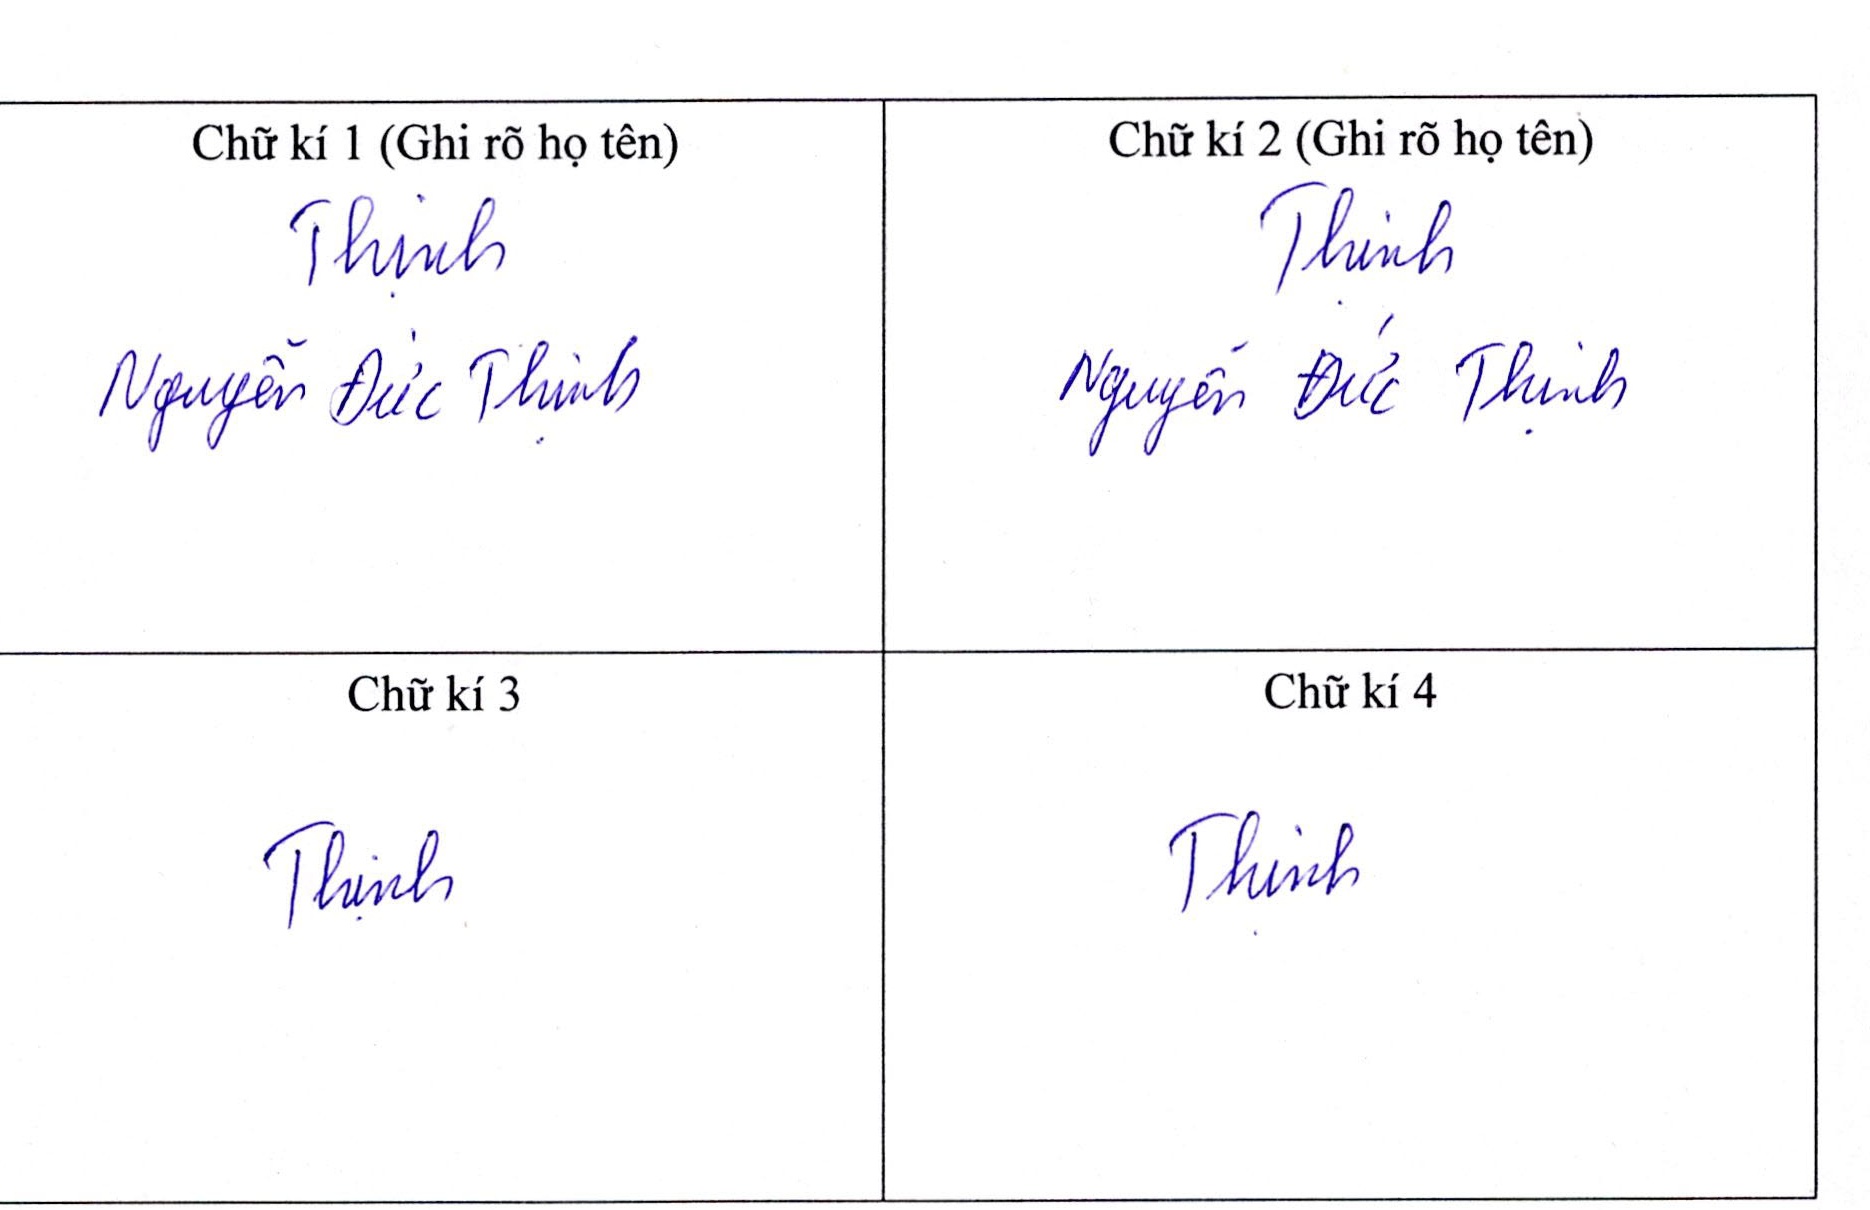 Chữ kí 1 (Ghi rõ họ tên)
Thịnh
Nguyễn Đức Thịnh
Chữ kí 2 (Ghi rõ họ tên)
Thịnh
Nguyễn Đức Thịnh
Chữ kí 3
Thịnh
Chữ kí 4
Thịnh